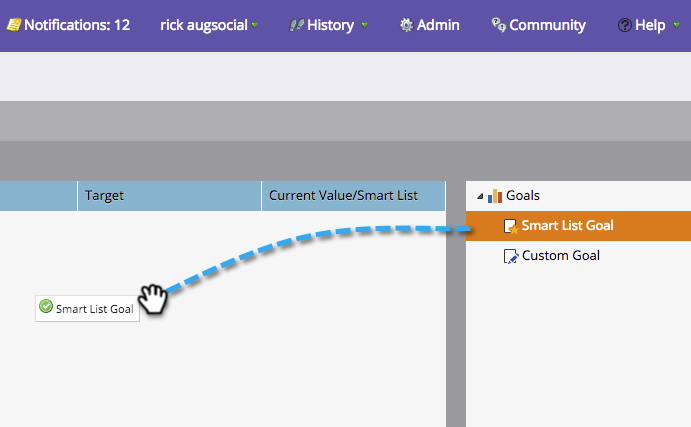 Notifications: 12 rick augsocial History Admin Community Help
Target Current Value/Smart List
Goals
Smart List Goal
Custom Goal
Smart List Goal